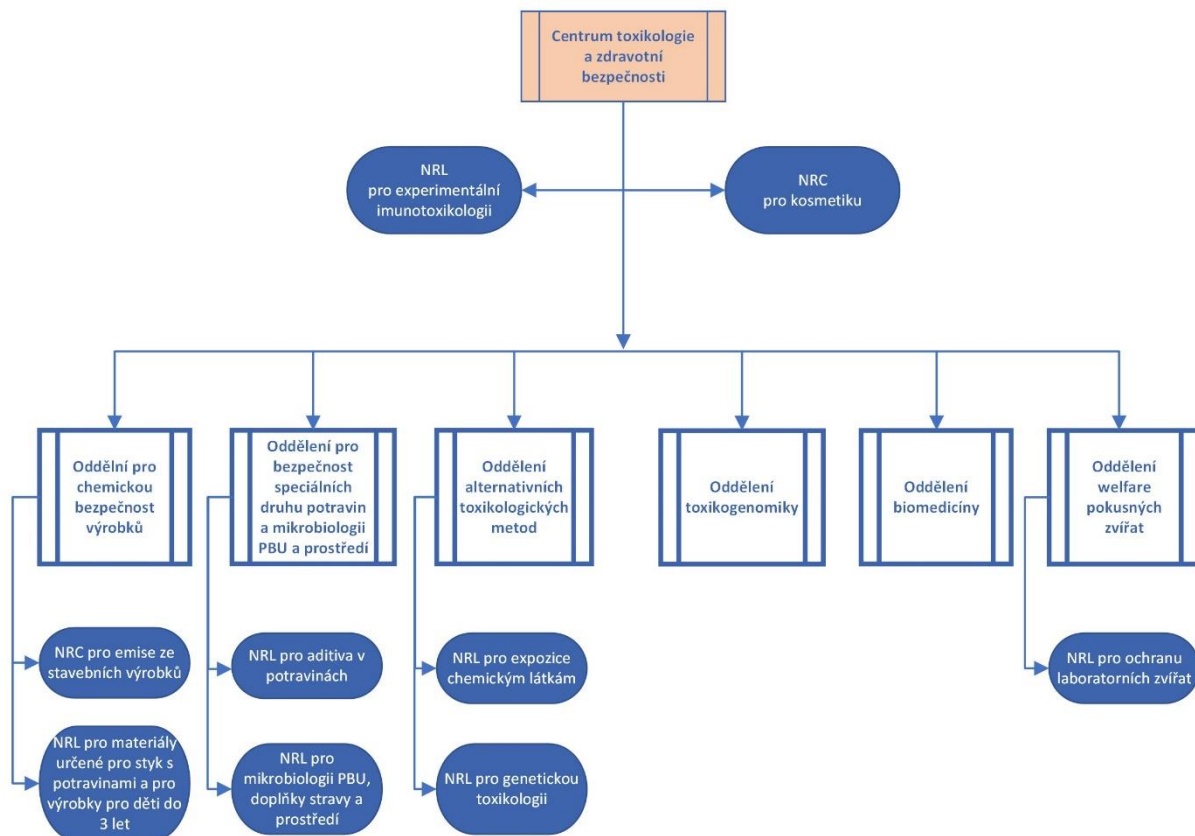 Centrum toxikologie
a zdravotní
bezpečnosti
NRL
pro experimentální
imunotoxikologii
NRC
pro kosmetiku
Oddělní pro
chemickou
bezpečnost
výrobků
Oddělení pro
bezpečnost
speciálních
druhu potravin
a mikrobiologii
PBU a prostředí
Oddělení
alternativních
toxikologických
metod
Oddělení
toxikogenomiky
Oddělení
biomedicíny
Oddělení
welfare
pokusných
zvířat
NRC pro emise ze
stavebních výrobků
NRL pro aditiva v
potravinách
NRL pro expozice
chemickým látkám
NRL pro ochranu
laboratorních zvířat
NRL pro materiály
určené pro styk s
potravinami a pro
výrobky pro děti do
3 let
NRL pro
mikrobiologii PBU,
doplňky stravy a
prostředí
NRL pro genetickou
toxikologii